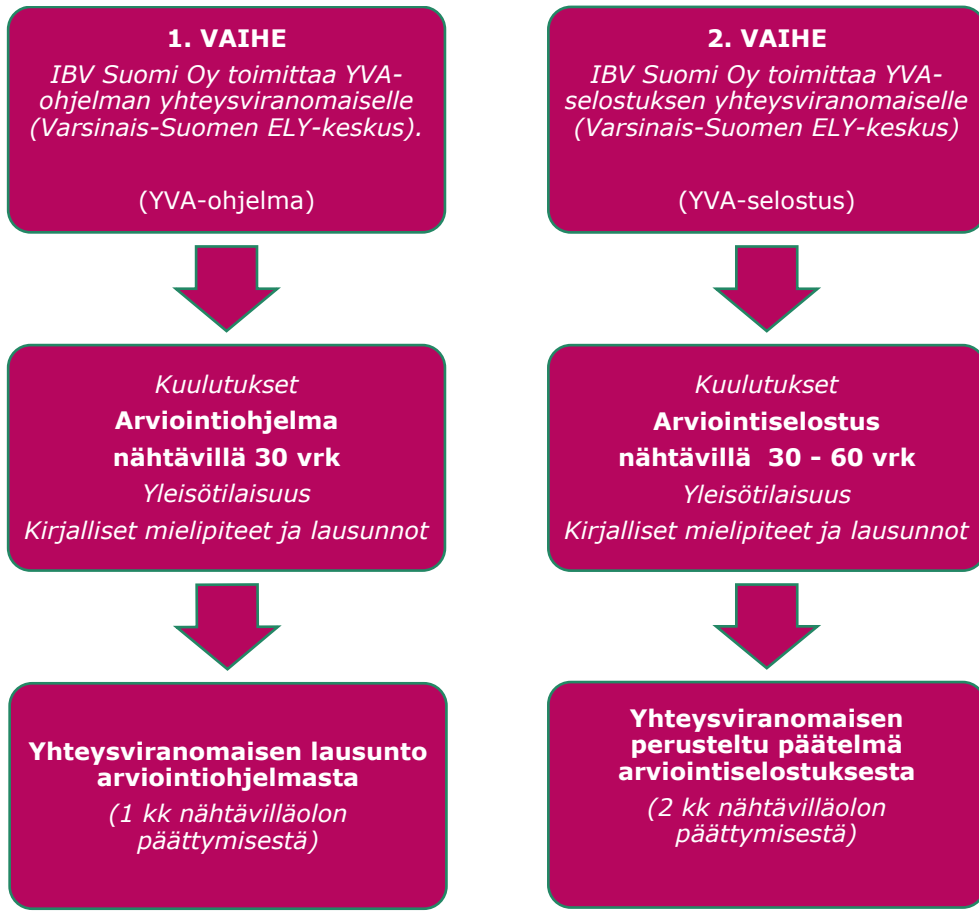 1. VAIHE
IBV Suomi Oy toimittaa YVA-
ohjelman yhteysviranomaiselle
(Varsinais-Suomen ELY-keskus).
(YVA-ohjelma)
Kuulutukset
Arviointiohjelma
nähtävillä 30 vrk
Yleisötilaisuus
Kirjalliset mielipiteet ja lausunnot
Yhteysviranomaisen lausunto
arviointiohjelmasta
(1 kk nähtävilläolon
päättymisestä)
2. VAIHE
IBV Suomi Oy toimittaa YVA-
selostuksen yhteysviranomaiselle
(Varsinais-Suomen ELY-keskus)
(YVA-selostus)
Kuulutukset
Arviointiselostus
nähtävillä  30 - 60 vrk
Yleisötilaisuus
Kirjalliset mielipiteet ja lausunnot
Yhteysviranomaisen
perusteltu päätelmä
arviointiselostuksesta
(2 kk nähtävilläolon
päättymisestä)